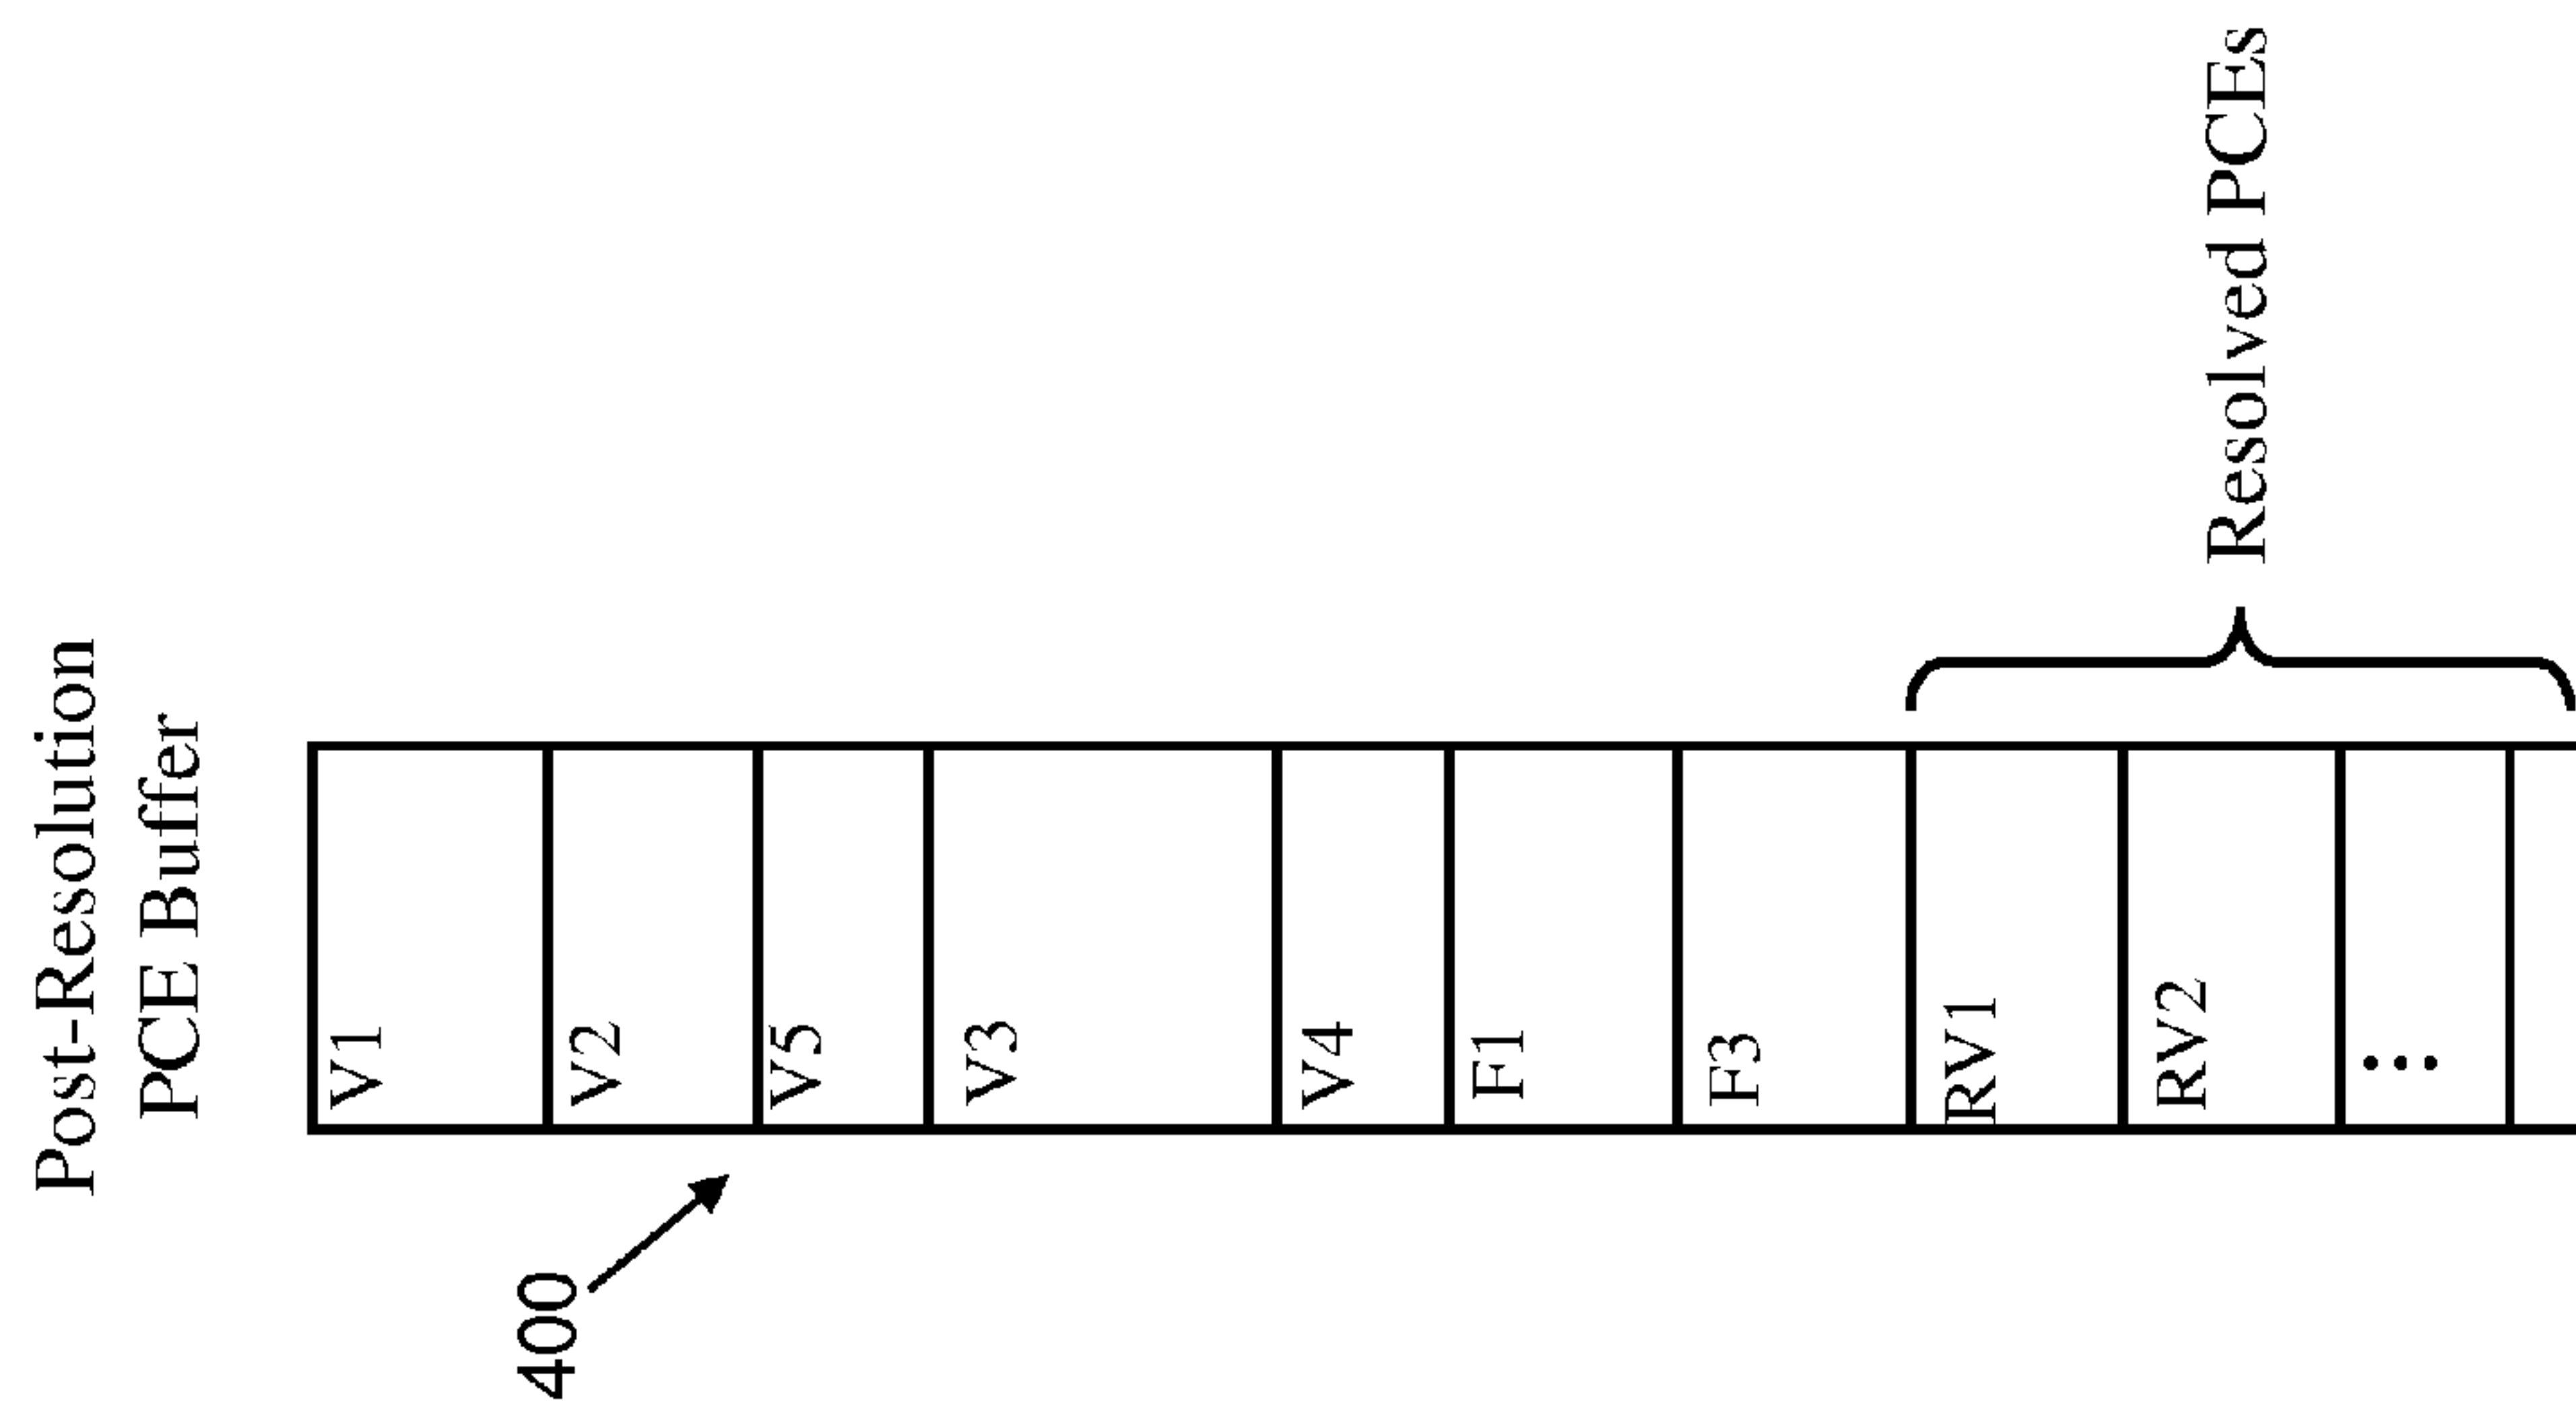 Post-Resolution
PCE Buffer
400
V1
V2
V5
V3
V4
F1
F3
RV1
RV2
...
Resolved PCEs